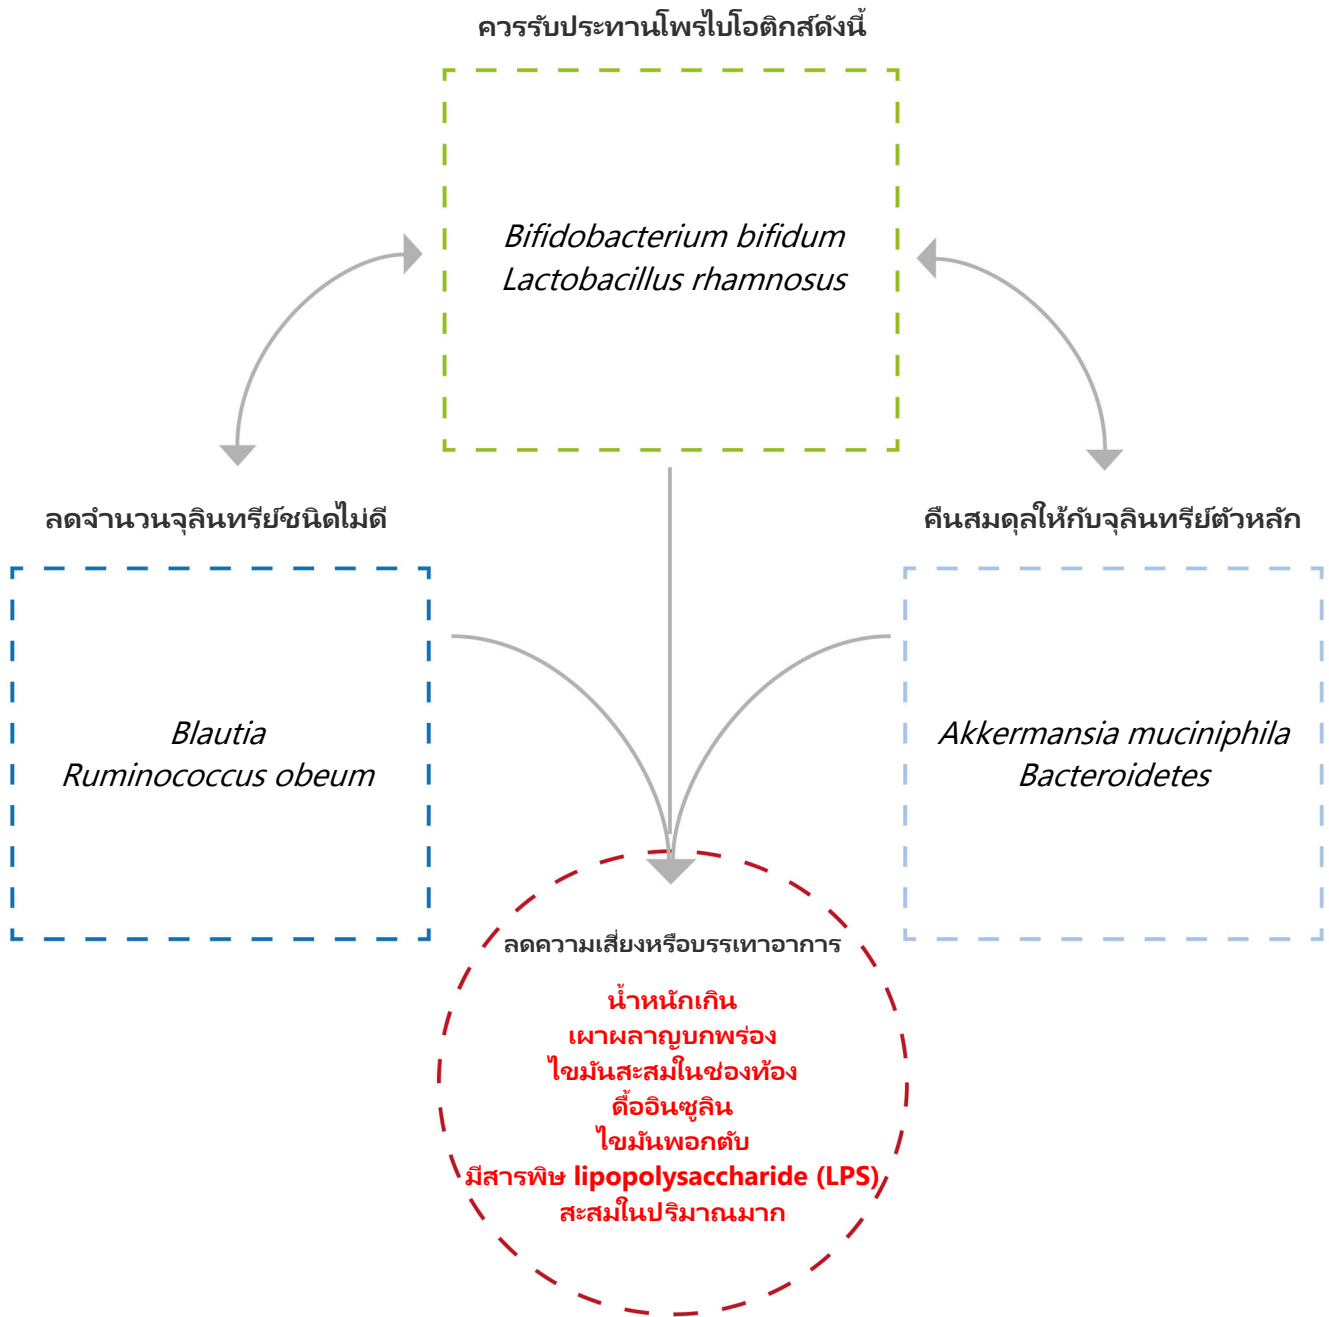 ควรรับประทานโพรไบโอติกส์ดังนี้
Bifidobacterium bifidum
Lactobacillus rhamnosus
ลดจำนวนจุลินทรีย์ชนิดไม่ดี
คืนสมดุลให้กับจุลินทรีย์ตัวหลัก
Blautia
Ruminococcus obeum
Akkermansia muciniphila
Bacteroidetes
ลดความเสี่ยงหรือบรรเทาอาการ
น้ำหนักเกิน
เผาผลาญบกพร่อง
ไขมันสะสมในช่องท้อง
ดื้ออินซูลิน
ไขมันพอกตับ
มีสารพิษ lipopolysaccharide (LPS)
สะสมในปริมาณมาก